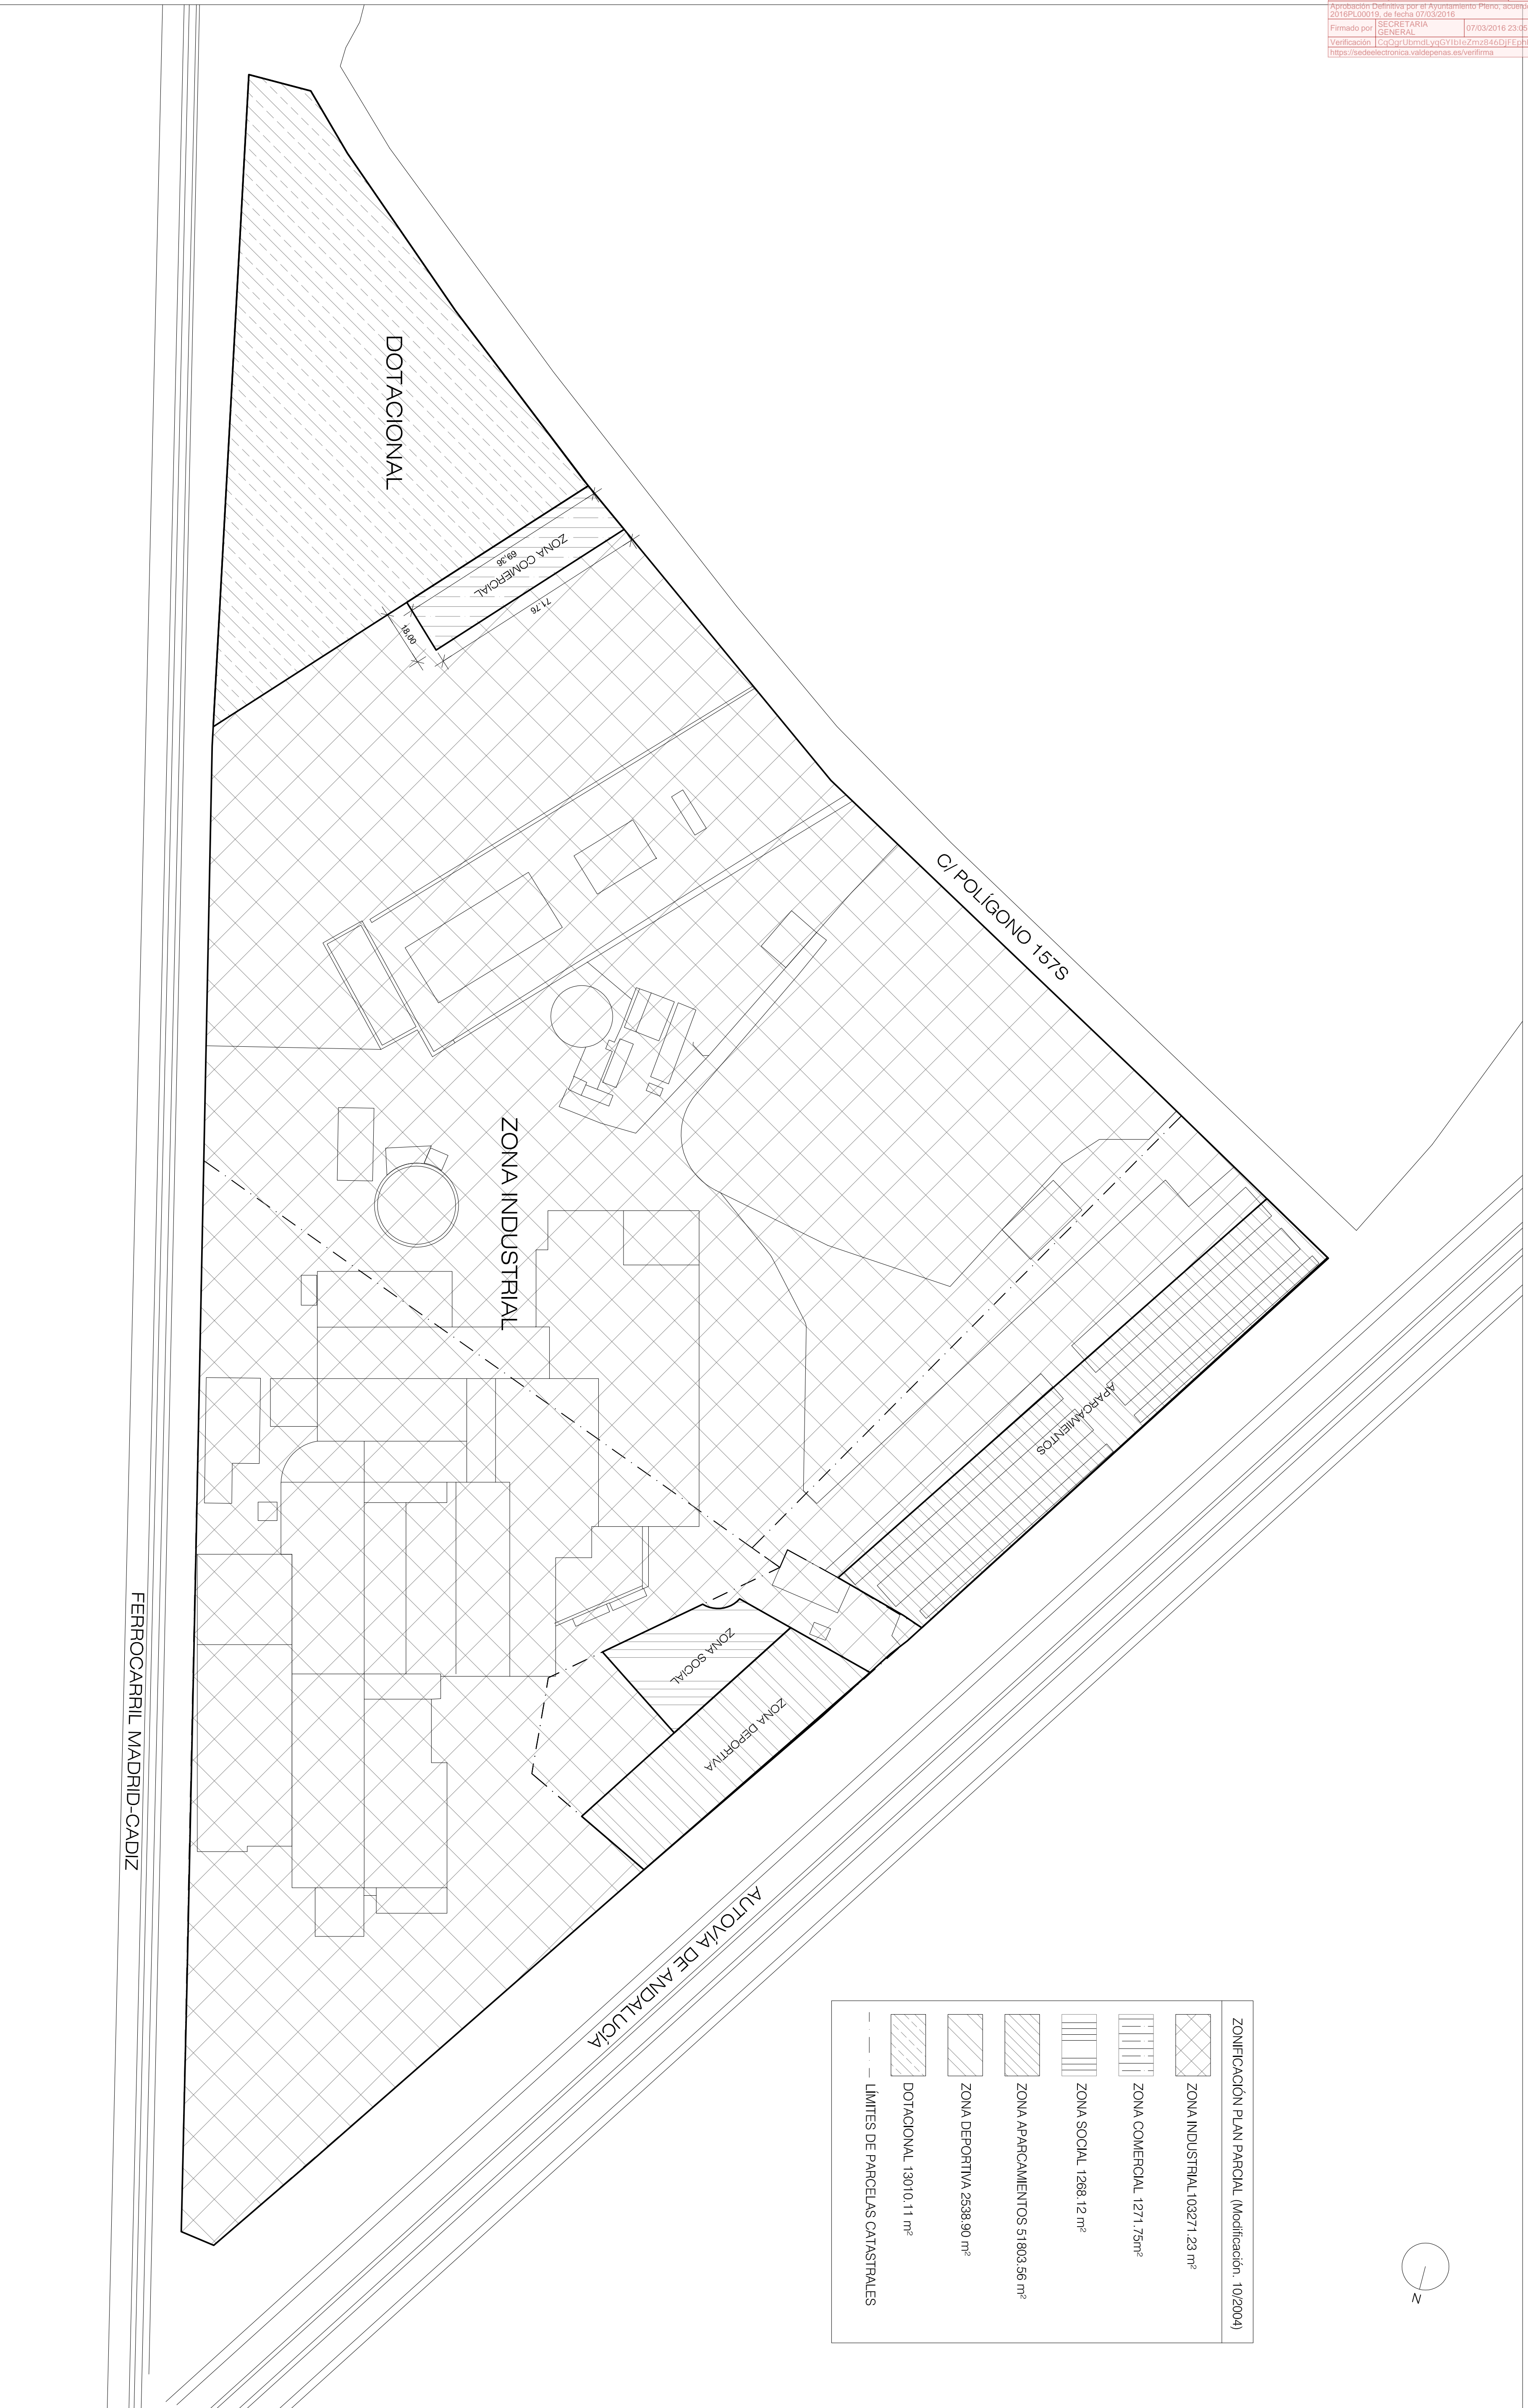 Aprobación Definitiva por el Ayuntamiento Pleno, acuerdo
2016PL00019, de fecha 07/03/2016
Firmado por
SECRETARIA
GENERAL
07/03/2016 23:05
Verificación
https://sedeelectronica.valdepenas.es/verifirma
DOTACIONAL
ZONA COMERCIAL
69,36
71.76
18.00
C/ POLÍGONO 157S
ZONA INDUSTRIAL
APARCAMIENTOS
ZONA SOCIAL
ZONA DEPORTIVA
FERROCARRIL MADRID-CADIZ
AUTOVÍA DE ANDALUCÍA
ZONIFICACIÓN PLAN PARCIAL (Modificación. 10/2004)
ZONA INDUSTRIAL 103271.23 m²
ZONA COMERCIAL 1271.75m²
ZONA SOCIAL 1268.12 m²
ZONA APARCAMIENTOS 51803.56 m²
ZONA DEPORTIVA 2538.90 m²
DOTACIONAL 13010.11 m²
LÍMITES DE PARCELAS CATASTRALES
N